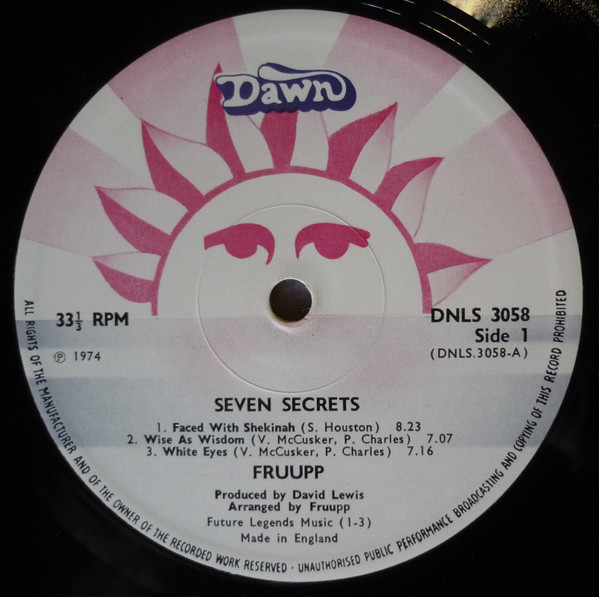 Dawn
33⅓ RPM
℗ 1974
DNLS 3058
Side 1
(DNLS.3058-A)
SEVEN SECRETS
1. Faced With Shekinah (S. Houston) 8.23
2. Wise As Wisdom (V. McCusker, P. Charles) 7.07
3. White Eyes (V. McCusker, P. Charles) 7.16
FRUUPP
Produced by David Lewis
Arranged by Fruupp
Future Legends Music (1-3)
Made in England
ALL RIGHTS OF THE MANUFACTURER AND OF THE OWNER OF THE RECORDED WORK RESERVED · UNAUTHORISED PUBLIC PERFORMANCE BROADCASTING AND COPYING OF THIS RECORD PROHIBITED